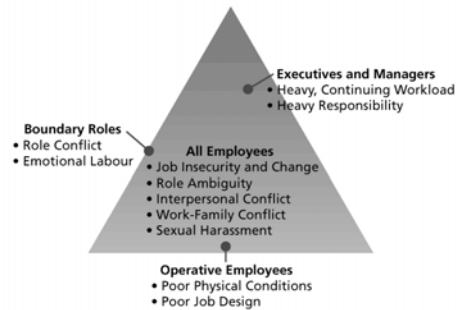 Executives and Managers
• Heavy, Continuing Workload
• Heavy Responsibility
Boundary Roles
• Role Conflict
• Emotional Labour
All Employees
• Job Insecurity and Change
• Role Ambiguity
• Interpersonal Conflict
• Work-Family Conflict
• Sexual Harassment
Operative Employees
• Poor Physical Conditions
• Poor Job Design